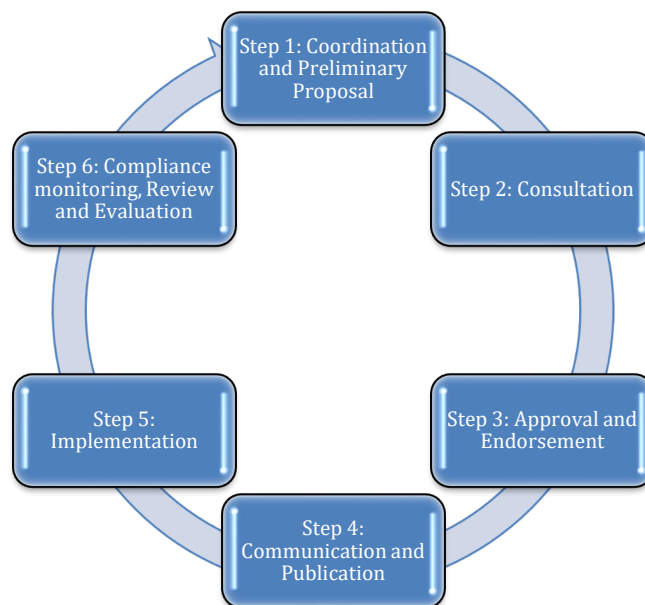 Step 1: Coordination
and Preliminary
Proposal
Step 2: Consultation
Step 3: Approval and
Endorsement
Step 4:
Communication and
Publication
Step 5:
Implementation
Step 6: Compliance
monitoring, Review
and Evaluation